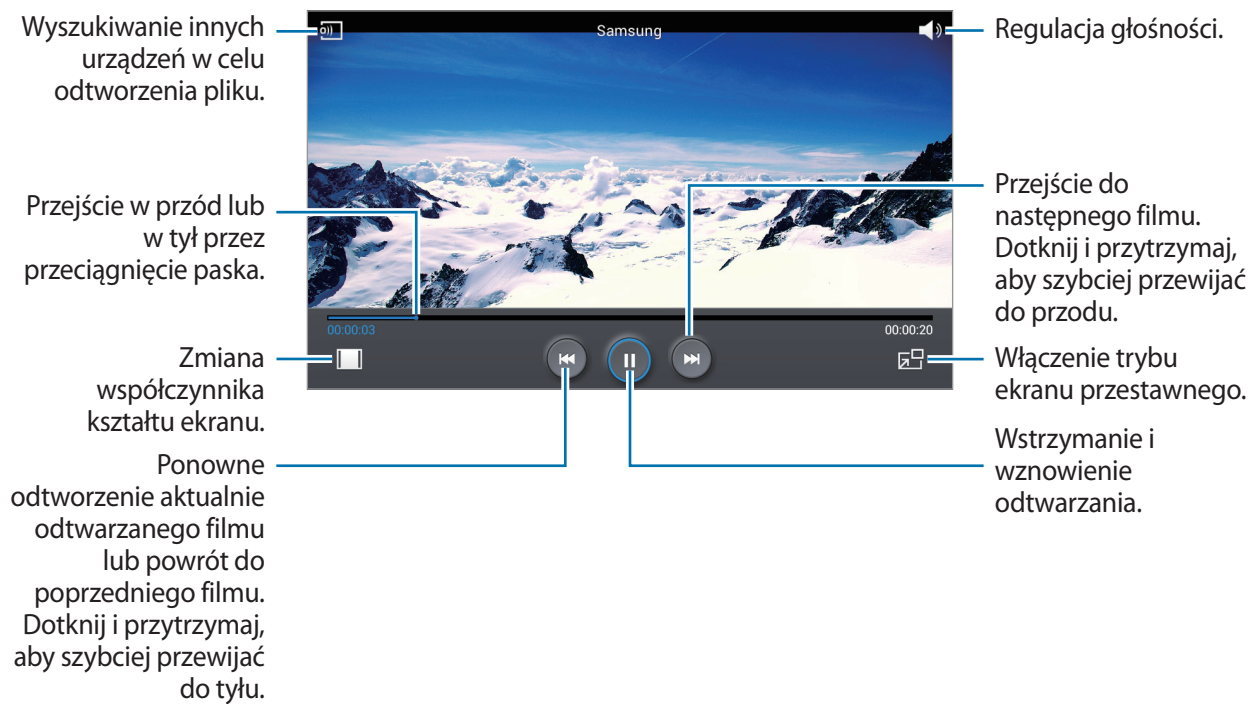 Wyszukiwanie innych
urządzeń w celu
odtworzenia pliku.
Samsung
Regulacja głośności.
Przejście w przód lub
w tył przez
przeciągnięcie paska.
Przejście do
następnego filmu.
Dotknij i przytrzymaj,
aby szybciej przewijać
do przodu.
00:00:03
00:00:20
Zmiana
współczynnika
kształtu ekranu.
Włączenie trybu
ekranu przestawnego.
Ponowne
odtworzenie aktualnie
odtwarzanego filmu
lub powrót do
poprzedniego filmu.
Dotknij i przytrzymaj,
aby szybciej przewijać
do tyłu.
Wstrzymanie i
wznowienie
odtwarzania.